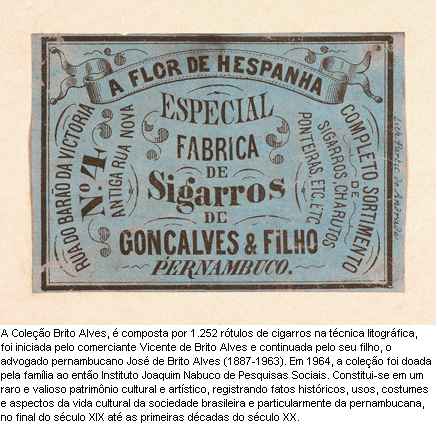 A FLOR DE HESPANHA
RUA DO BARÃO DA VICTORIA
Nº 4
ANTIGA RUA NOVA
ESPECIAL
FABRICA
DE
Sigarros
DE
GONCALVES & FILHO
PERNAMBUCO.
COMPLETO SORTIMENTO
DE
SIGARROS, CHARUTOS
PONTEIRAS, ETC. ETC.
A Coleção Brito Alves, é composta por 1.252 rótulos de cigarros na técnica litográfica,
foi iniciada pelo comerciante Vicente de Brito Alves e continuada pelo seu filho, o
advogado pernambucano José de Brito Alves (1887-1963). Em 1964, a coleção foi doada
pela família ao então Instituto Joaquim Nabuco de Pesquisas Sociais. Constitui-se em um
raro e valioso patrimônio cultural e artístico, registrando fatos históricos, usos, costumes
e aspectos da vida cultural da sociedade brasileira e particularmente da pernambucana,
no final do século XIX até as primeiras décadas do século XX.